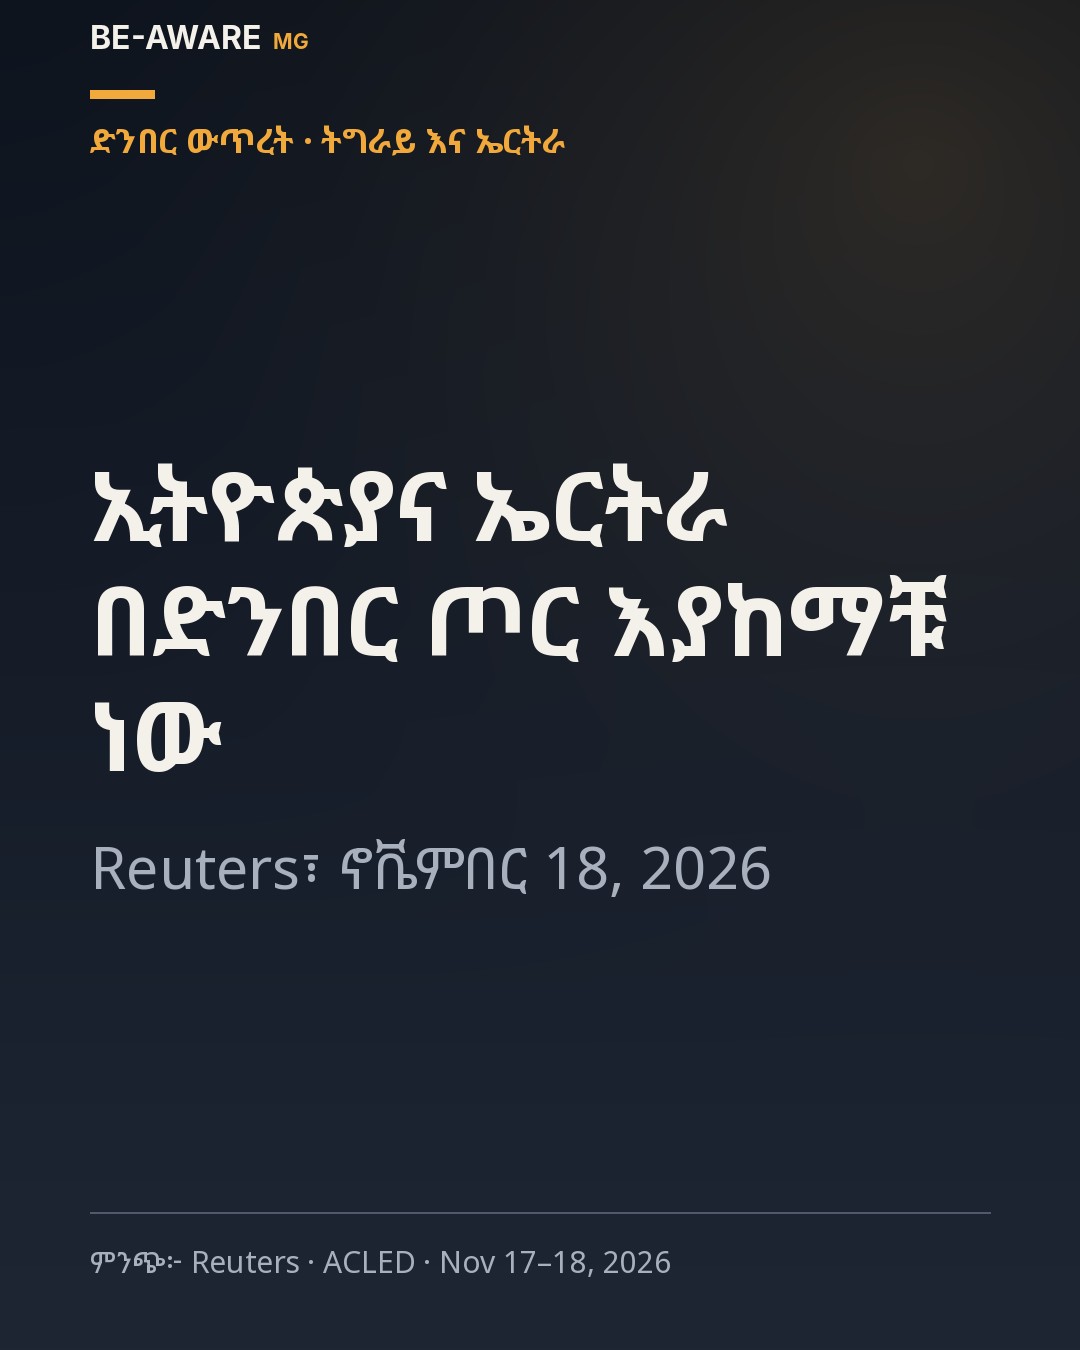 BE-AWARE MG
ድንበር ውጥረት · ትግራይ እና ኤርትራ
ኢትዮጵያና ኤርትራ
በድንበር ጦር እያከማቹ
ነው
Reuters፣ ኖቬምበር 18, 2026
ምንጮ፦ Reuters · ACLED · Nov 17–18, 2026